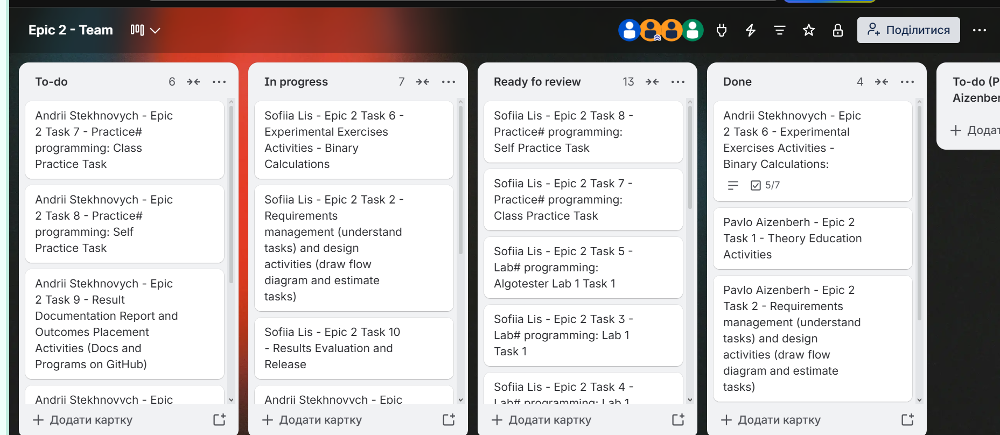 Epic 2 - Team
Поділитися
To-do
6
Andrii Stekhnovych - Epic
2 Task 7 - Practice#
programming: Class
Practice Task
Andrii Stekhnovych - Epic
2 Task 8 - Practice#
programming: Self
Practice Task
Andrii Stekhnovych - Epic
2 Task 9 - Result
Documentation Report and
Outcomes Placement
Activities (Docs and
Programs on GitHub)
Andrii Stekhnovych - Epic
Додати картку
In progress
7
Sofiia Lis - Epic 2 Task 6 -
Experimental Exercises
Activities - Binary
Calculations
Sofiia Lis - Epic 2 Task 2 -
Requirements
management (understand
tasks) and design
activities (draw flow
diagram and estimate
tasks)
Sofiia Lis - Epic 2 Task 10
- Results Evaluation and
Release
Andrii Stekhnovych - Epic
Додати картку
Ready fo review
13
Sofiia Lis - Epic 2 Task 8 -
Practice# programming:
Self Practice Task
Sofiia Lis - Epic 2 Task 7 -
Practice# programming:
Class Practice Task
Sofiia Lis - Epic 2 Task 5 -
Lab# programming:
Algotester Lab 1 Task 1
Sofiia Lis - Epic 2 Task 3 -
Lab# programming: Lab 1
Task 1
Sofiia Lis - Epic 2 Task 4 -
Lab# programming: Lab 1
Додати картку
Done
4
Andrii Stekhnovych - Epic
2 Task 6 - Experimental
Exercises Activities -
Binary Calculations:
5/7
Pavlo Aizenberh - Epic 2
Task 1 - Theory Education
Activities
Pavlo Aizenberh - Epic 2
Task 2 - Requirements
management (understand
tasks) and design
activities (draw flow
diagram and estimate
tasks)
Додати картку
To-do (P
Aizenber
Додат